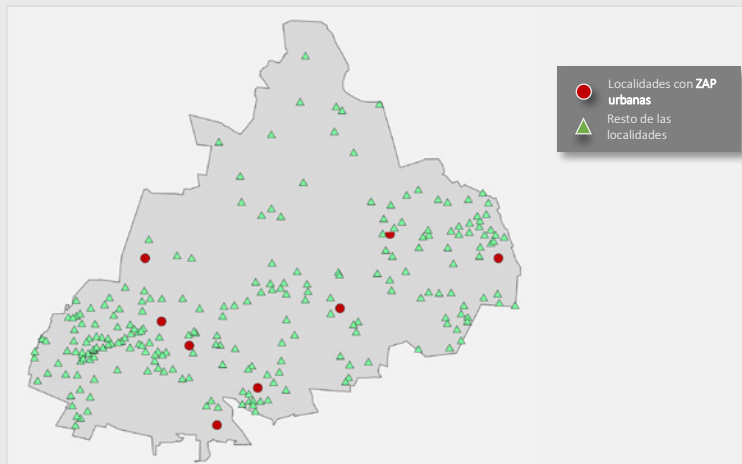 Localidades con ZAP
urbanas
Resto de las
localidades